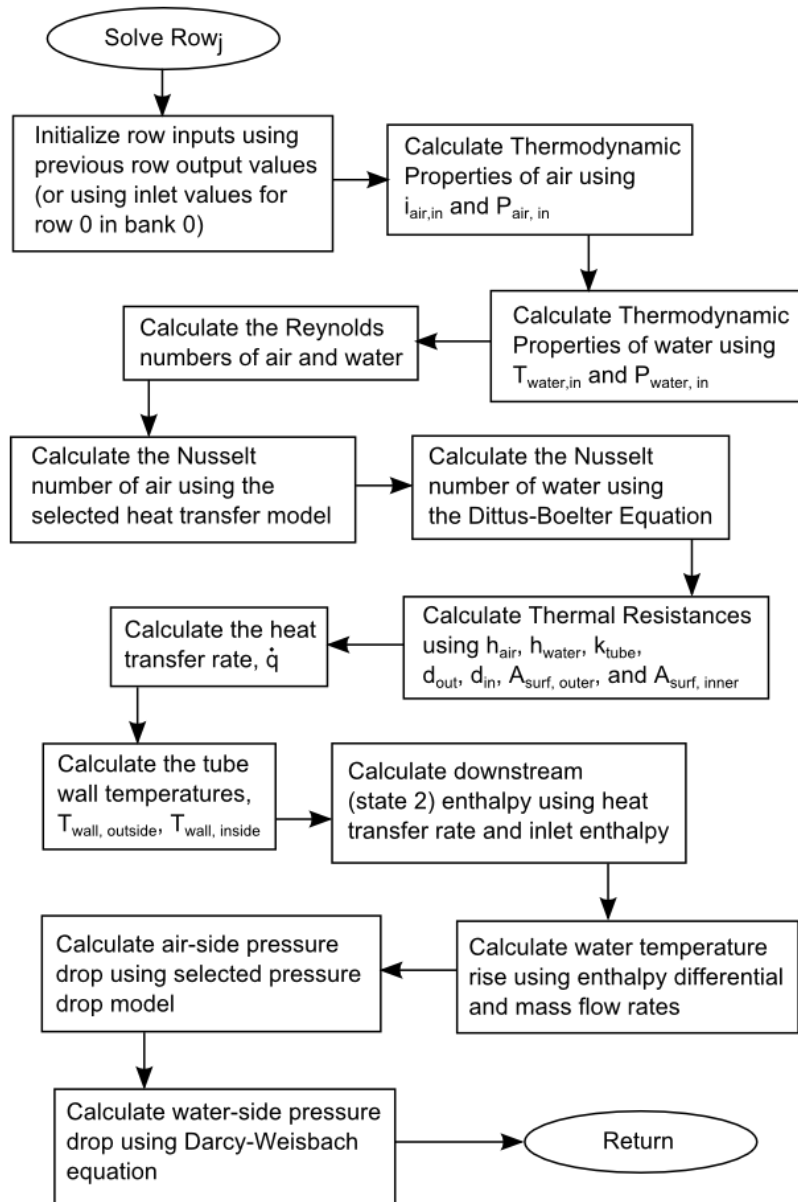 Solve Rowj
Initialize row inputs using
previous row output values
(or using inlet values for
row 0 in bank 0)
Calculate Thermodynamic
Properties of air using
iair,in and Pair, in
Calculate Thermodynamic
Properties of water using
Twater,in and Pwater, in
Calculate the Reynolds
numbers of air and water
Calculate the Nusselt
number of air using the
selected heat transfer model
Calculate the Nusselt
number of water using
the Dittus-Boelter Equation
Calculate Thermal Resistances
using hair, hwater, ktube,
dout, din, Asurf, outer, and Asurf, inner
Calculate the heat
transfer rate, q̇
Calculate the tube
wall temperatures,
Twall, outside, Twall, inside
Calculate downstream
(state 2) enthalpy using heat
transfer rate and inlet enthalpy
Calculate water temperature
rise using enthalpy differential
and mass flow rates
Calculate air-side pressure
drop using selected pressure
drop model
Calculate water-side pressure
drop using Darcy-Weisbach
equation
Return